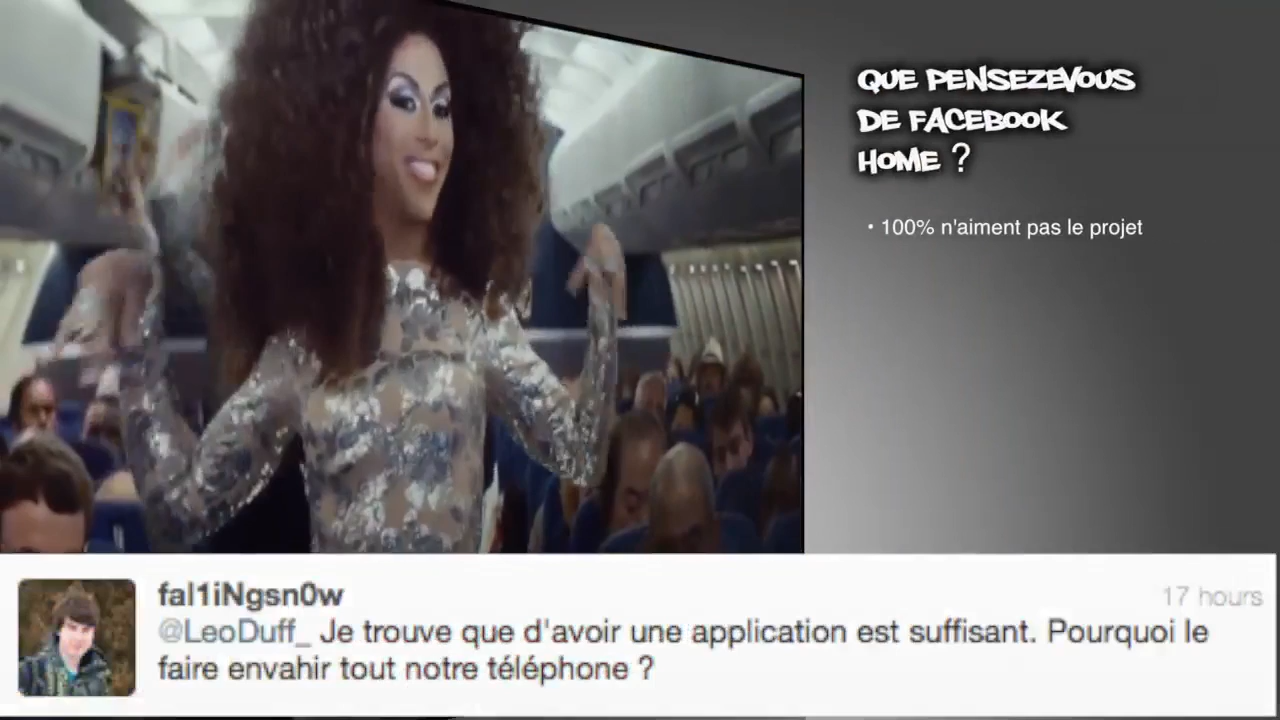 QUE PENSEZEVOUS
DE FACEBOOK
HOME ?
• 100% n'aiment pas le projet
fal1iNgsn0w
17 hours
@LeoDuff_ Je trouve que d'avoir une application est suffisant. Pourquoi le
faire envahir tout notre téléphone ?